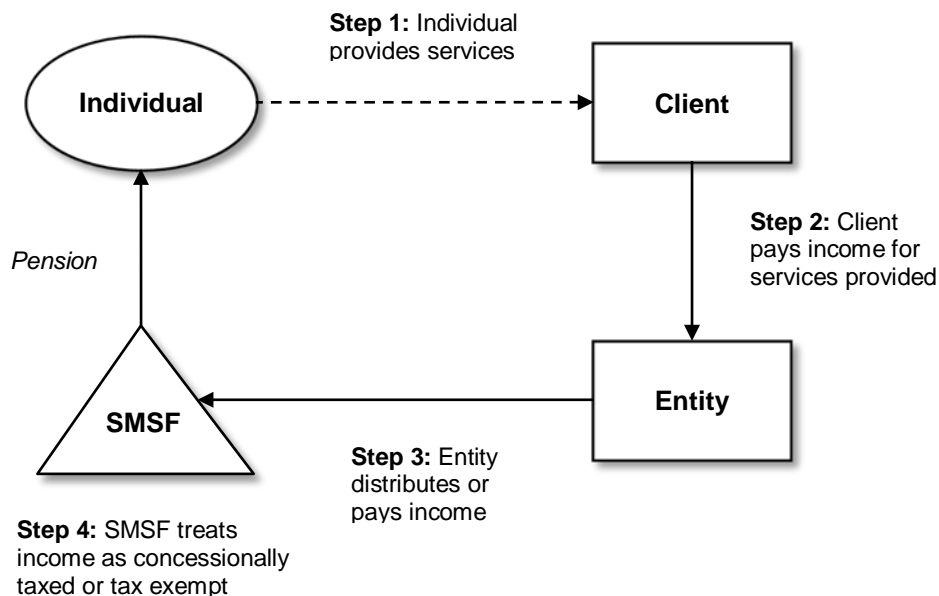 Step 1: Individual
provides services
Individual
Client
Step 2: Client
pays income for
services provided
Pension
Entity
SMSF
Step 3: Entity
distributes or
pays income
Step 4: SMSF treats
income as concessionally
taxed or tax exempt